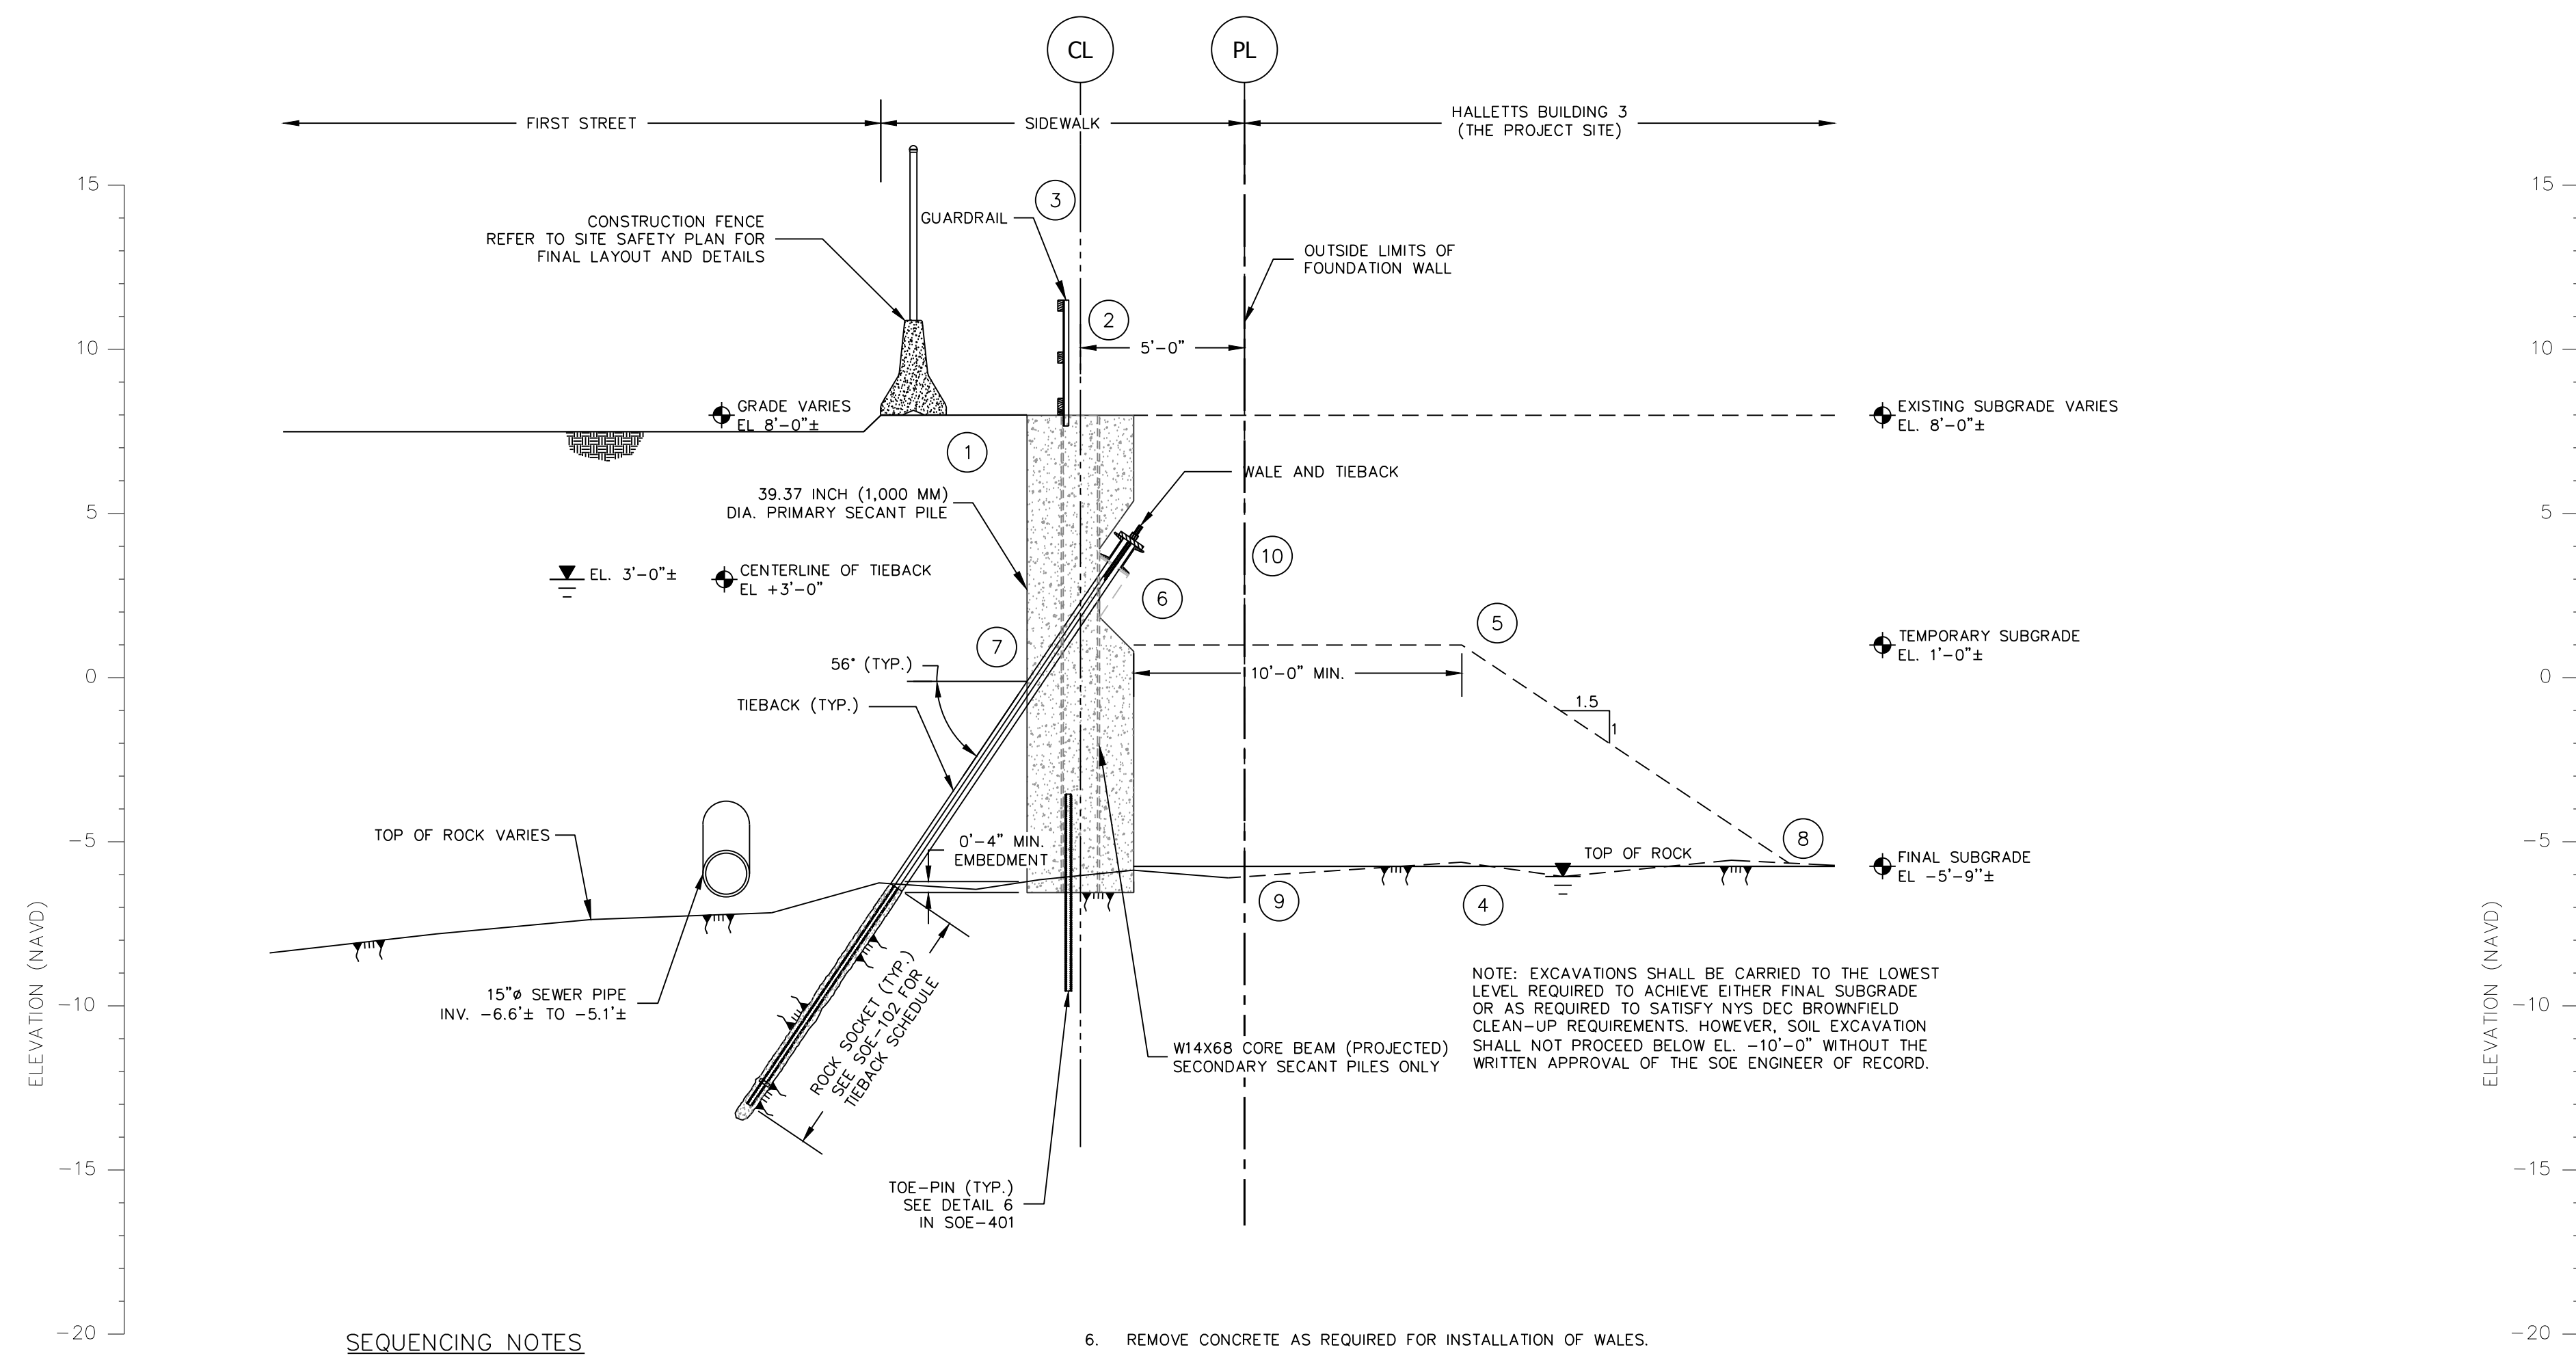 CL
PL
FIRST STREET
SIDEWALK
HALLETTS BUILDING 3
(THE PROJECT SITE)
15
10
5
0
-5
-10
-15
-20
ELEVATION (NAVD)
CONSTRUCTION FENCE
REFER TO SITE SAFETY PLAN FOR
FINAL LAYOUT AND DETAILS
GUARDRAIL
3
2
5'-0"
OUTSIDE LIMITS OF
FOUNDATION WALL
GRADE VARIES
EL 8'-0"±
1
EXISTING SUBGRADE VARIES
EL. 8'-0"±
39.37 INCH (1,000 MM)
DIA. PRIMARY SECANT PILE
WALE AND TIEBACK
EL. 3'-0"±
CENTERLINE OF TIEBACK
EL +3'-0"
10
6
7
5
56° (TYP.)
TIEBACK (TYP.)
10'-0" MIN.
TEMPORARY SUBGRADE
EL. 1'-0"±
1.5
1
TOP OF ROCK VARIES
0'-4" MIN.
EMBEDMENT
TOP OF ROCK
8
FINAL SUBGRADE
EL -5'-9"±
9
4
15"ø SEWER PIPE
INV. -6.6'± TO -5.1'±
ROCK SOCKET (TYP.)
SEE SOE-102 FOR
TIEBACK SCHEDULE
W14X68 CORE BEAM (PROJECTED)
SECONDARY SECANT PILES ONLY
NOTE: EXCAVATIONS SHALL BE CARRIED TO THE LOWEST
LEVEL REQUIRED TO ACHIEVE EITHER FINAL SUBGRADE
OR AS REQUIRED TO SATISFY NYS DEC BROWNFIELD
CLEAN-UP REQUIREMENTS. HOWEVER, SOIL EXCAVATION
SHALL NOT PROCEED BELOW EL. -10'-0" WITHOUT THE
WRITTEN APPROVAL OF THE SOE ENGINEER OF RECORD.
TOE-PIN (TYP.)
SEE DETAIL 6
IN SOE-401
15
10
5
0
-5
-10
-15
-20
ELEVATION (NAVD)
SEQUENCING NOTES
6. REMOVE CONCRETE AS REQUIRED FOR INSTALLATION OF WALES.